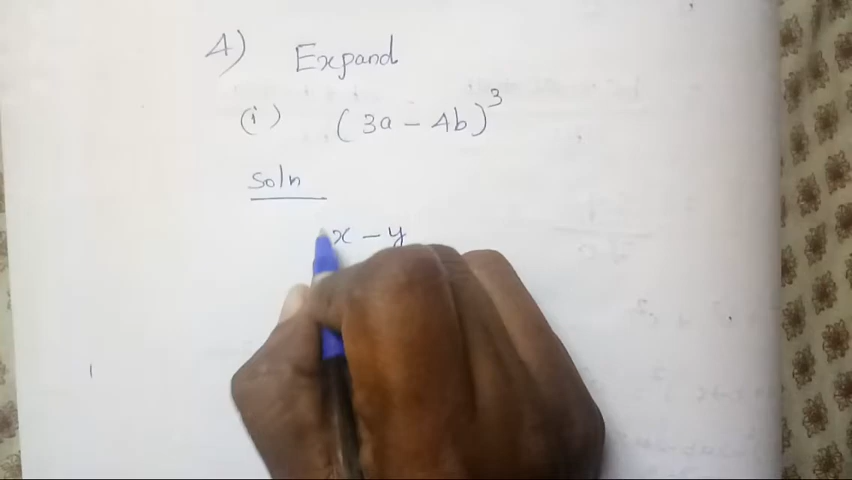 4) Expand
(i) (3a - 4b)³
Soln
x - y